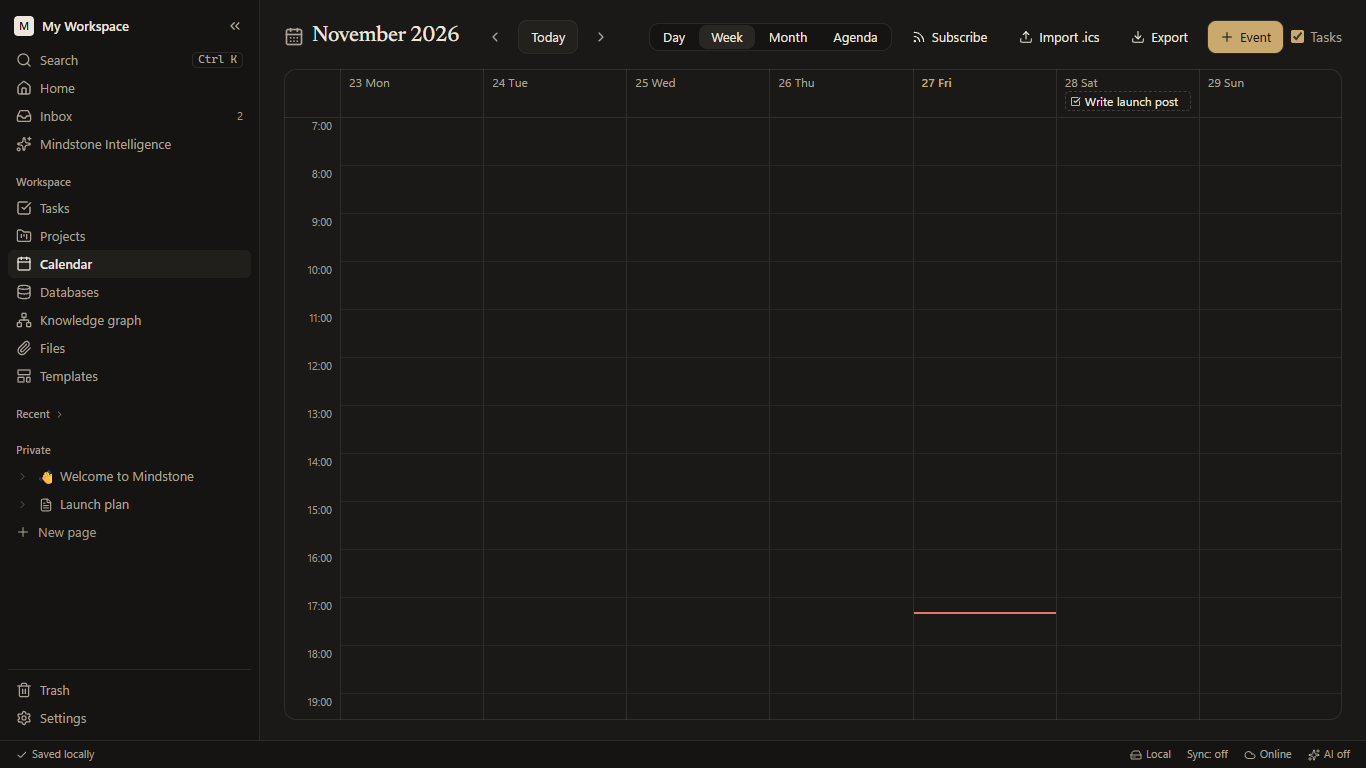 M My Workspace
Search Ctrl K
Home
Inbox 2
Mindstone Intelligence
Workspace
Tasks
Projects
Calendar
Databases
Knowledge graph
Files
Templates
Recent
Private
Welcome to Mindstone
Launch plan
New page
Trash
Settings
November 2026
Today
Day Week Month Agenda
Subscribe
Import .ics
Export
+ Event
Tasks
23 Mon 24 Tue 25 Wed 26 Thu 27 Fri 28 Sat 29 Sun
Write launch post
7:00
8:00
9:00
10:00
11:00
12:00
13:00
14:00
15:00
16:00
17:00
18:00
19:00
Saved locally
Local Sync: off Online AI off